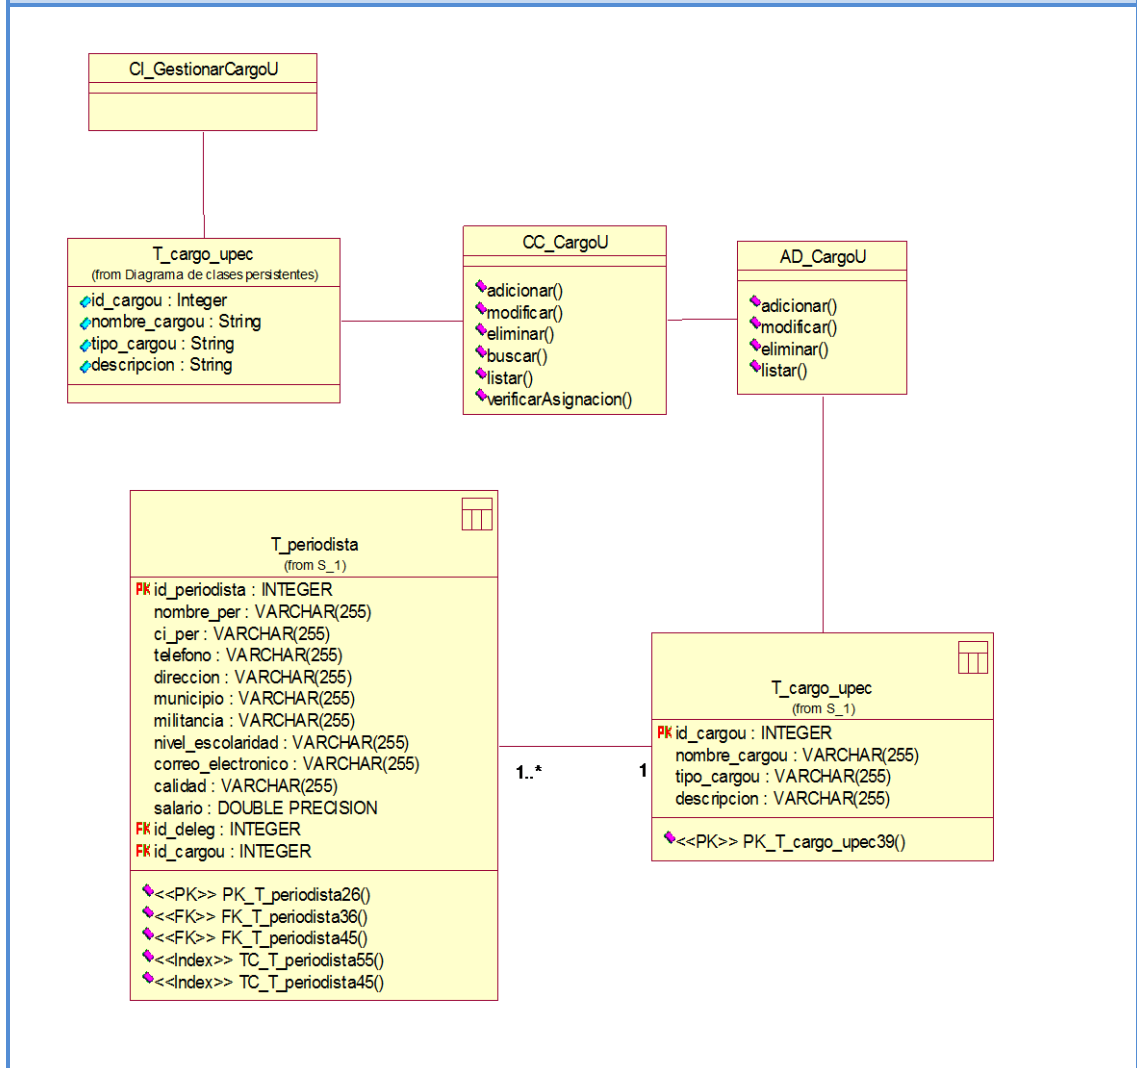 CI_GestionarCargoU
T_cargo_upec
(from Diagrama de clases persistentes)
id_cargou : Integer
nombre_cargou : String
tipo_cargou : String
descripcion : String
CC_CargoU
adicionar()
modificar()
eliminar()
buscar()
listar()
verificarAsignacion()
AD_CargoU
adicionar()
modificar()
eliminar()
listar()
T_periodista
(from S_1)
PK id_periodista : INTEGER
nombre_per : VARCHAR(255)
ci_per : VARCHAR(255)
telefono : VARCHAR(255)
direccion : VARCHAR(255)
municipio : VARCHAR(255)
militancia : VARCHAR(255)
nivel_escolaridad : VARCHAR(255)
correo_electronico : VARCHAR(255)
calidad : VARCHAR(255)
salario : DOUBLE PRECISION
FK id_deleg : INTEGER
FK id_cargou : INTEGER
<<PK>> PK_T_periodista26()
<<FK>> FK_T_periodista36()
<<FK>> FK_T_periodista45()
<<Index>> TC_T_periodista55()
<<Index>> TC_T_periodista45()
1..*
1
T_cargo_upec
(from S_1)
PK id_cargou : INTEGER
nombre_cargou : VARCHAR(255)
tipo_cargou : VARCHAR(255)
descripcion : VARCHAR(255)
<<PK>> PK_T_cargo_upec39()